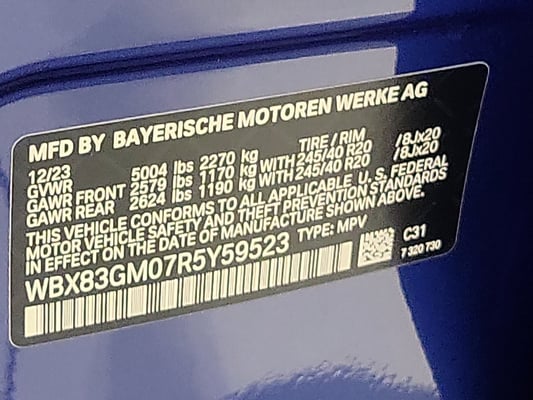 MFD BY BAYERISCHE MOTOREN WERKE AG
12/23 TIRE / RIM
GVWR 5004 lbs 2270 kg
GAWR FRONT 2579 lbs 1170 kg WITH 245/40 R20 /8Jx20
GAWR REAR 2624 lbs 1190 kg WITH 245/40 R20 /8Jx20
THIS VEHICLE CONFORMS TO ALL APPLICABLE U.S. FEDERAL
MOTOR VEHICLE SAFETY AND THEFT PREVENTION STANDARDS
IN EFFECT ON THE DATE OF MANUFACTURE SHOWN ABOVE.
WBX83GM07R5Y59523 TYPE: MPV
C31
7 320 730